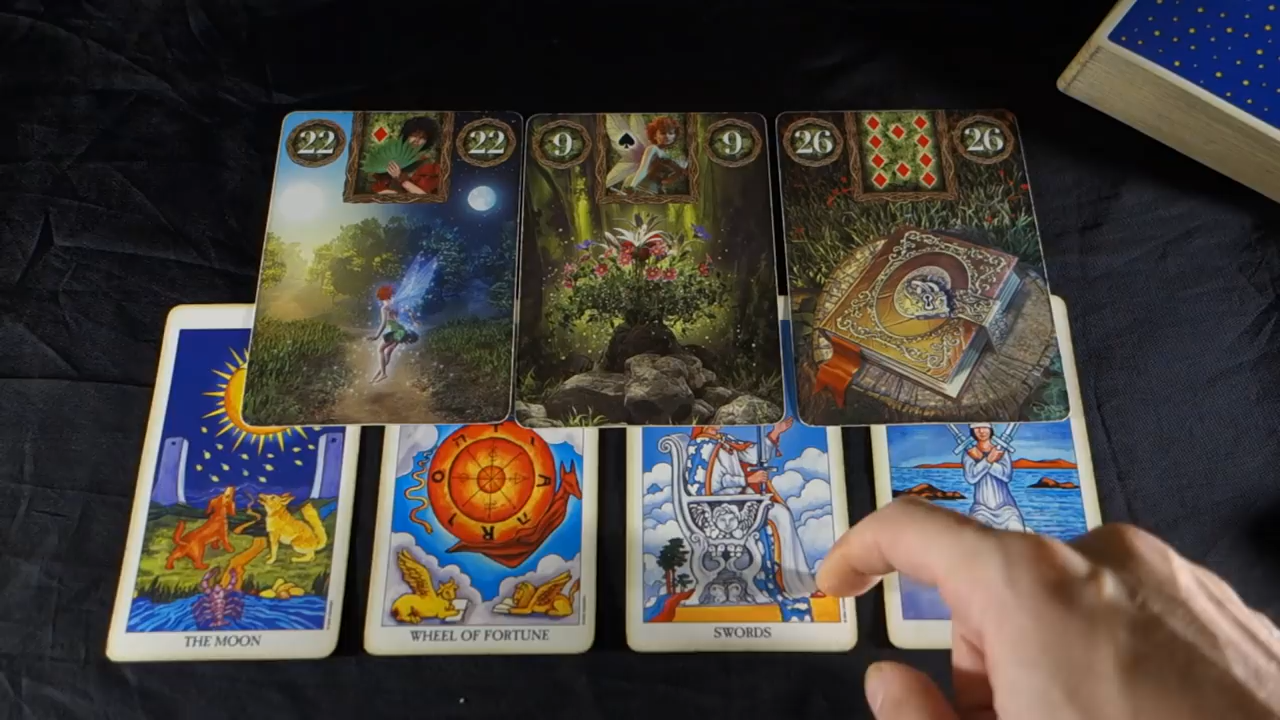 22 22
9 9
26 26
THE MOON
WHEEL OF FORTUNE
SWORDS